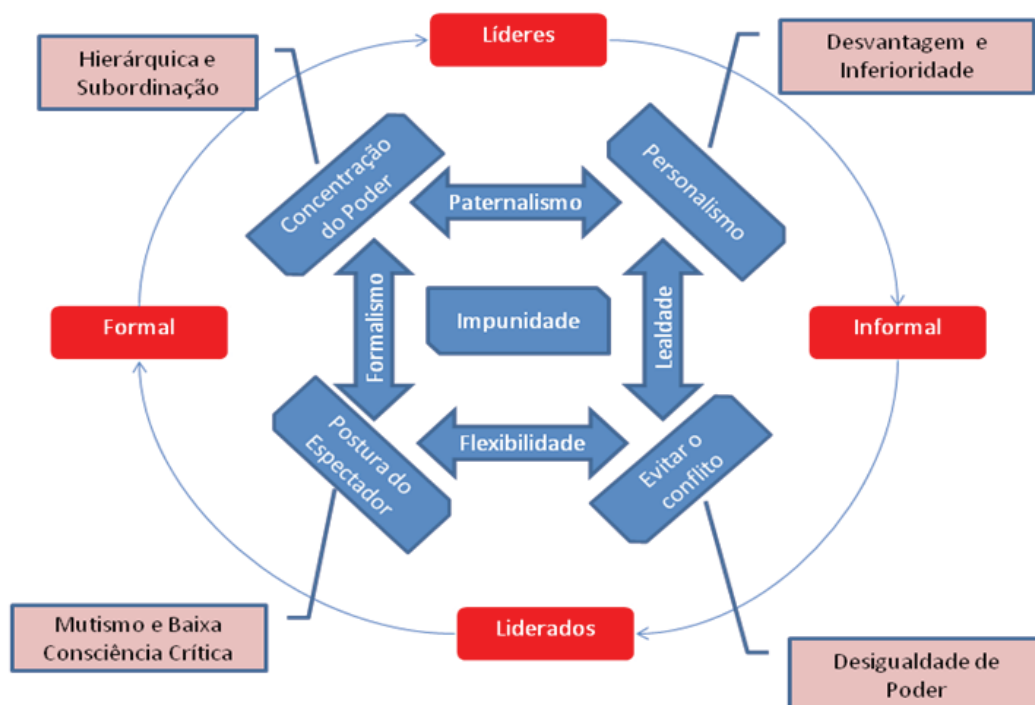 Líderes
Hierárquica e
Subordinação
Desvantagem e
Inferioridade
Concentração
do Poder
Paternalismo
Personalismo
Formalismo
Impunidade
Lealdade
Formal
Informal
Postura do
Espectador
Flexibilidade
Evitar o
conflito
Mutismo e Baixa
Consciência Crítica
Liderados
Desigualdade de
Poder